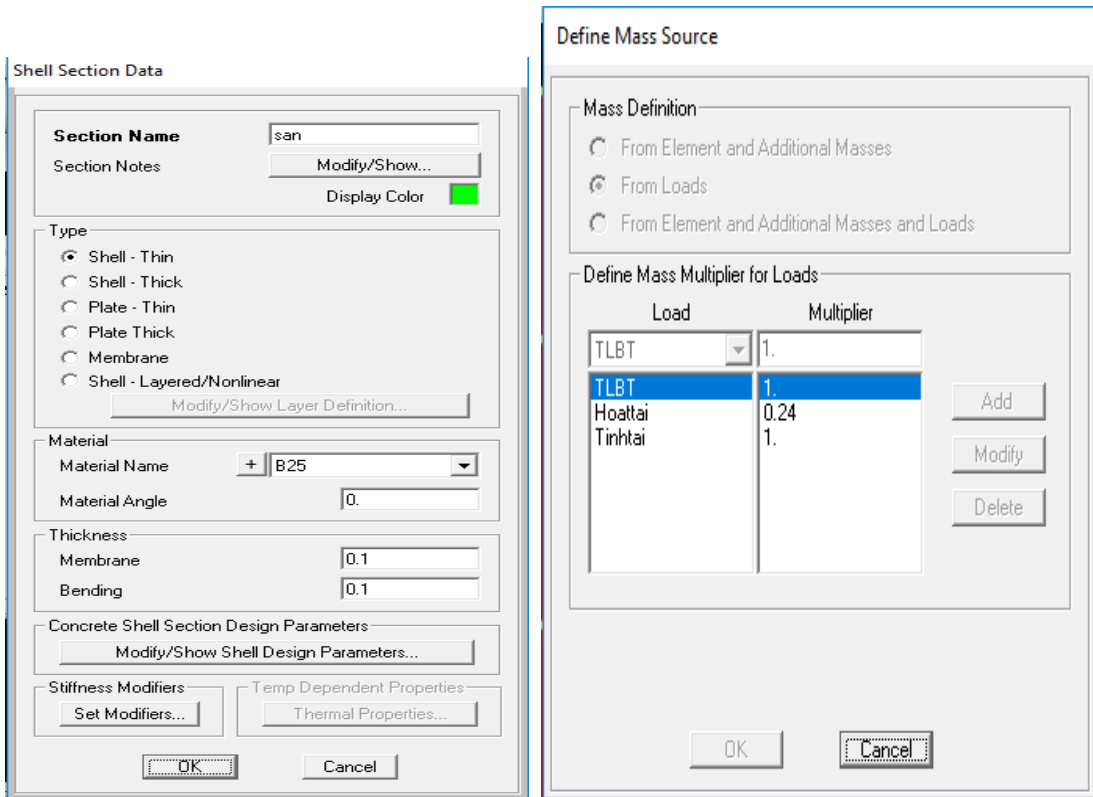 Shell Section Data
Section Name san
Section Notes Modify/Show...
Display Color
Type
Shell - Thin
Shell - Thick
Plate - Thin
Plate Thick
Membrane
Shell - Layered/Nonlinear
Modify/Show Layer Definition...
Material
Material Name + B25
Material Angle 0.
Thickness
Membrane 0.1
Bending 0.1
Concrete Shell Section Design Parameters
Modify/Show Shell Design Parameters...
Stiffness Modifiers
Set Modifiers...
Temp Dependent Properties
Thermal Properties...
OK Cancel
Define Mass Source
Mass Definition
From Element and Additional Masses
From Loads
From Element and Additional Masses and Loads
Define Mass Multiplier for Loads
Load Multiplier
TLBT 1.
TLBT 1.
Hoattai 0.24
Tinhtai 1.
Add
Modify
Delete
OK Cancel